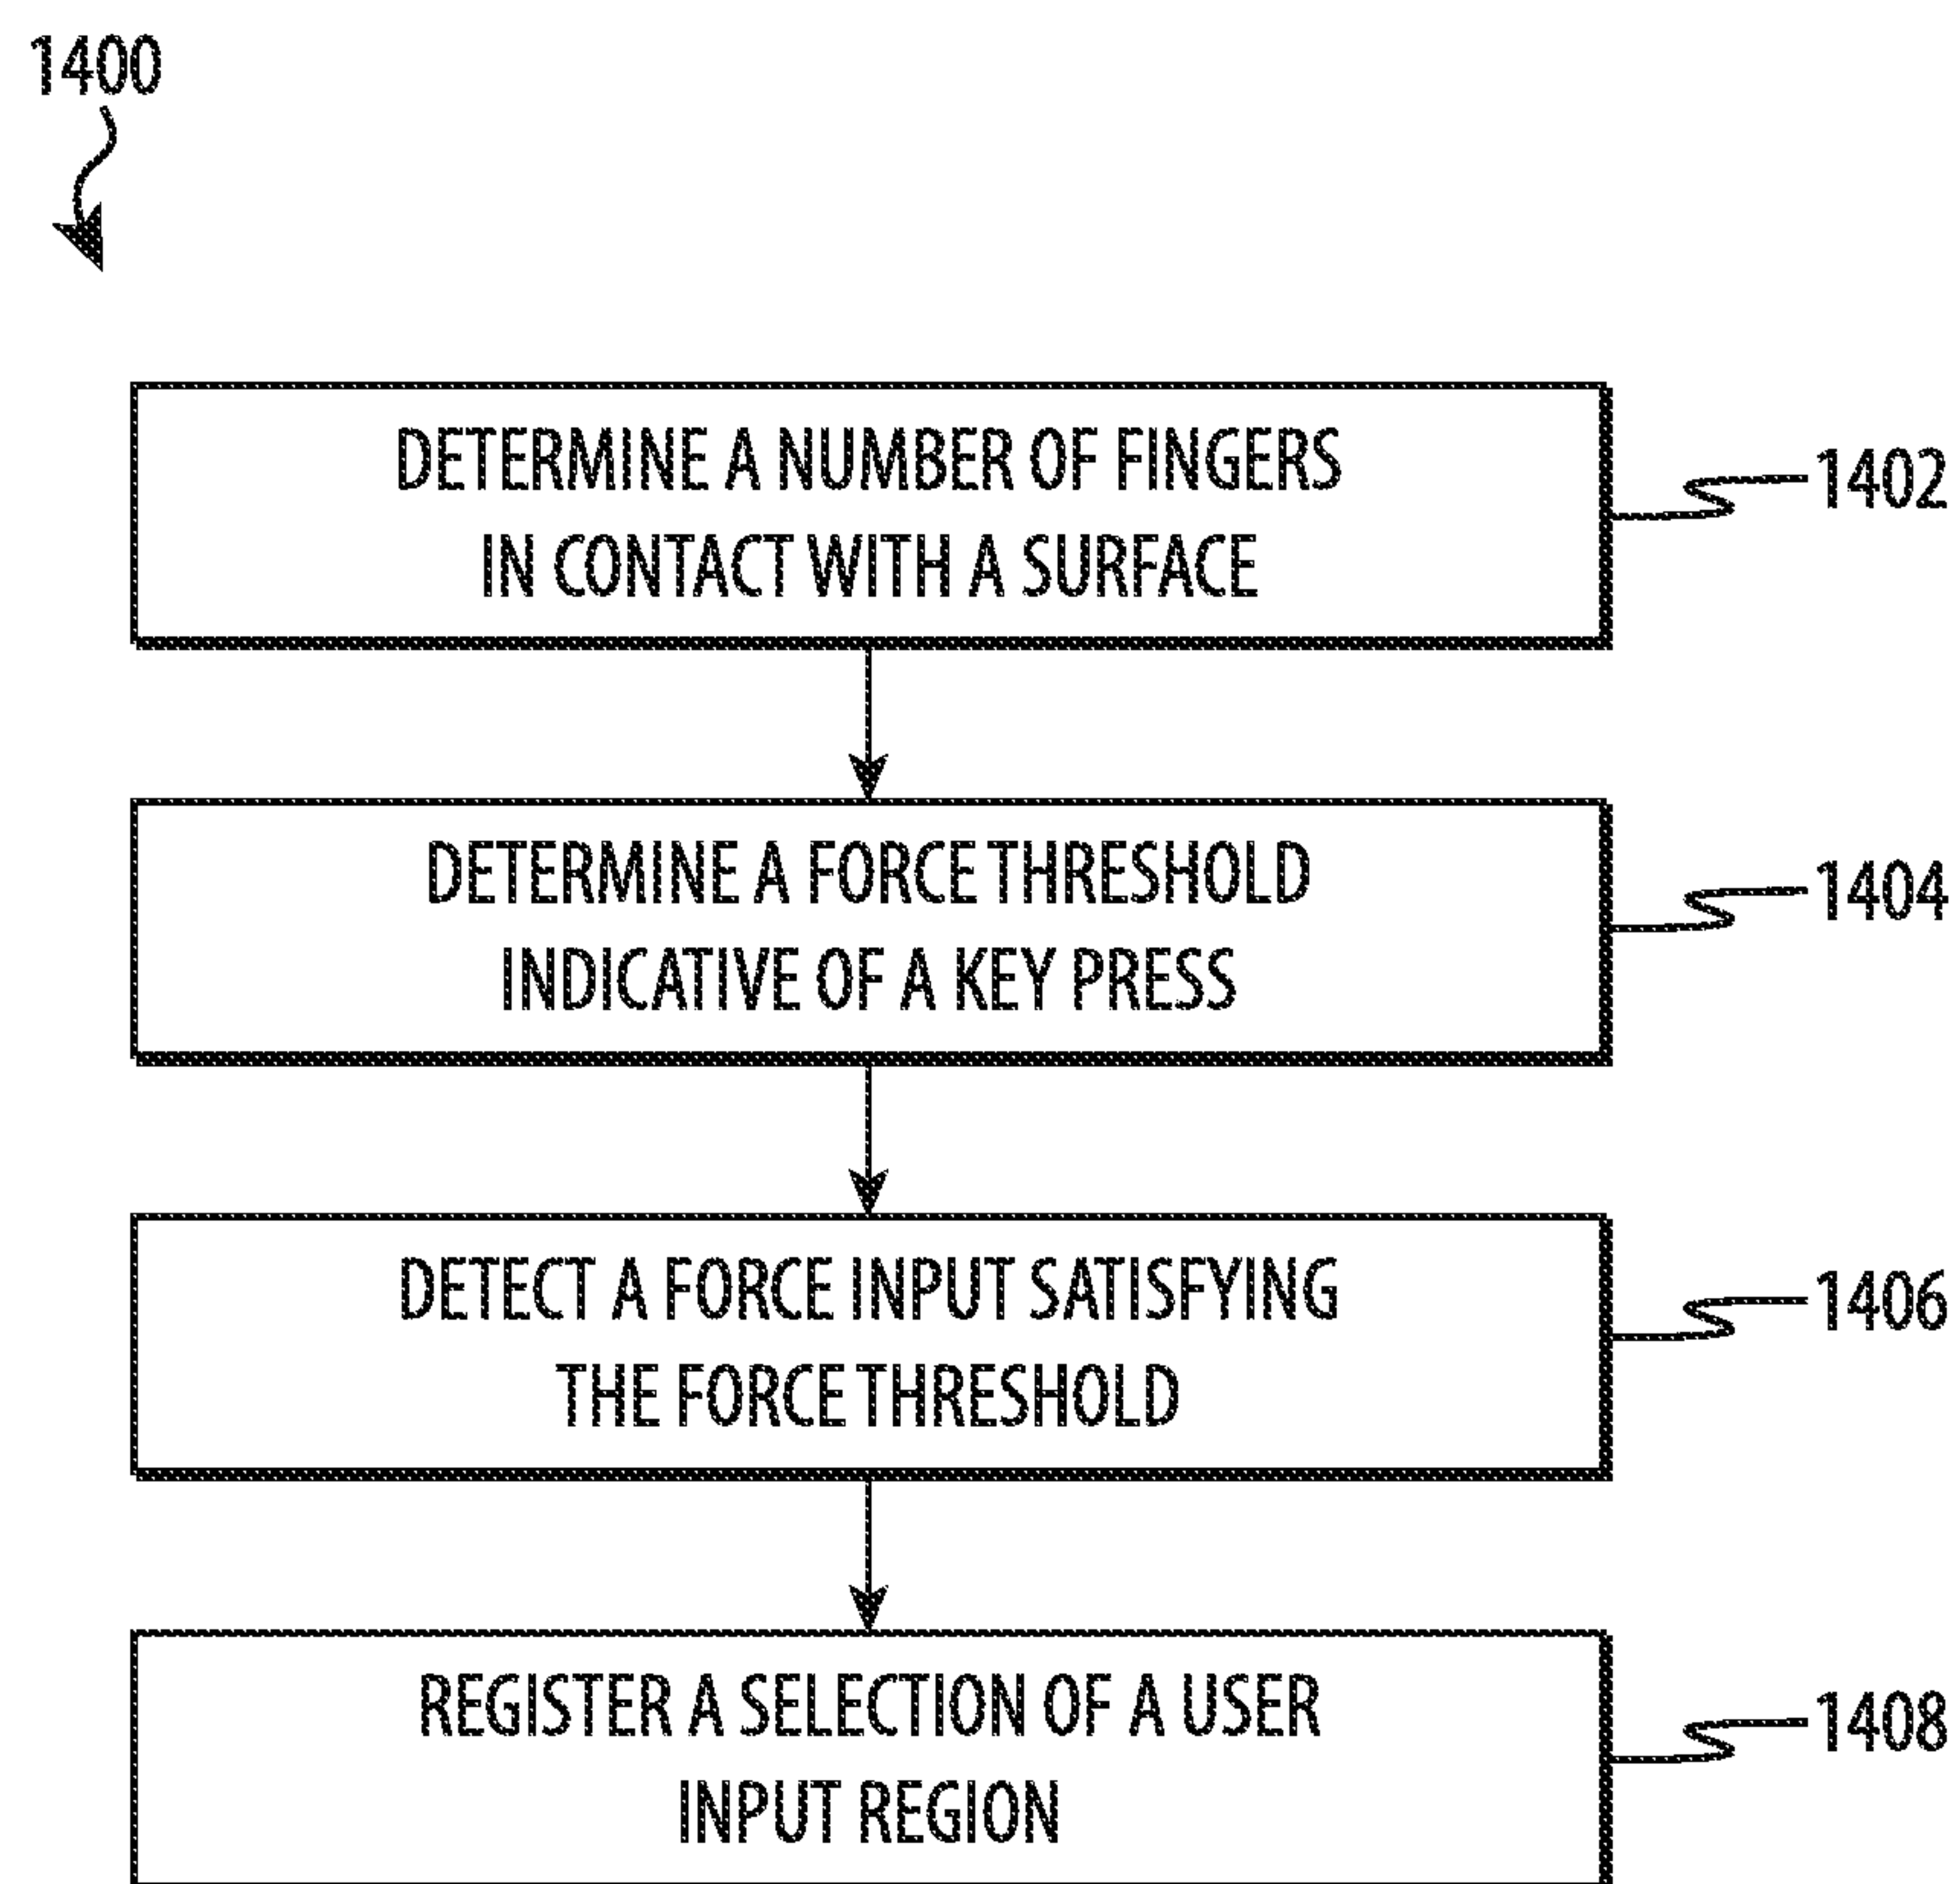 1400
DETERMINE A NUMBER OF FINGERS
IN CONTACT WITH A SURFACE
1402
DETERMINE A FORCE THRESHOLD
INDICATIVE OF A KEY PRESS
1404
DETECT A FORCE INPUT SATISFYING
THE FORCE THRESHOLD
1406
REGISTER A SELECTION OF A USER
INPUT REGION
1408